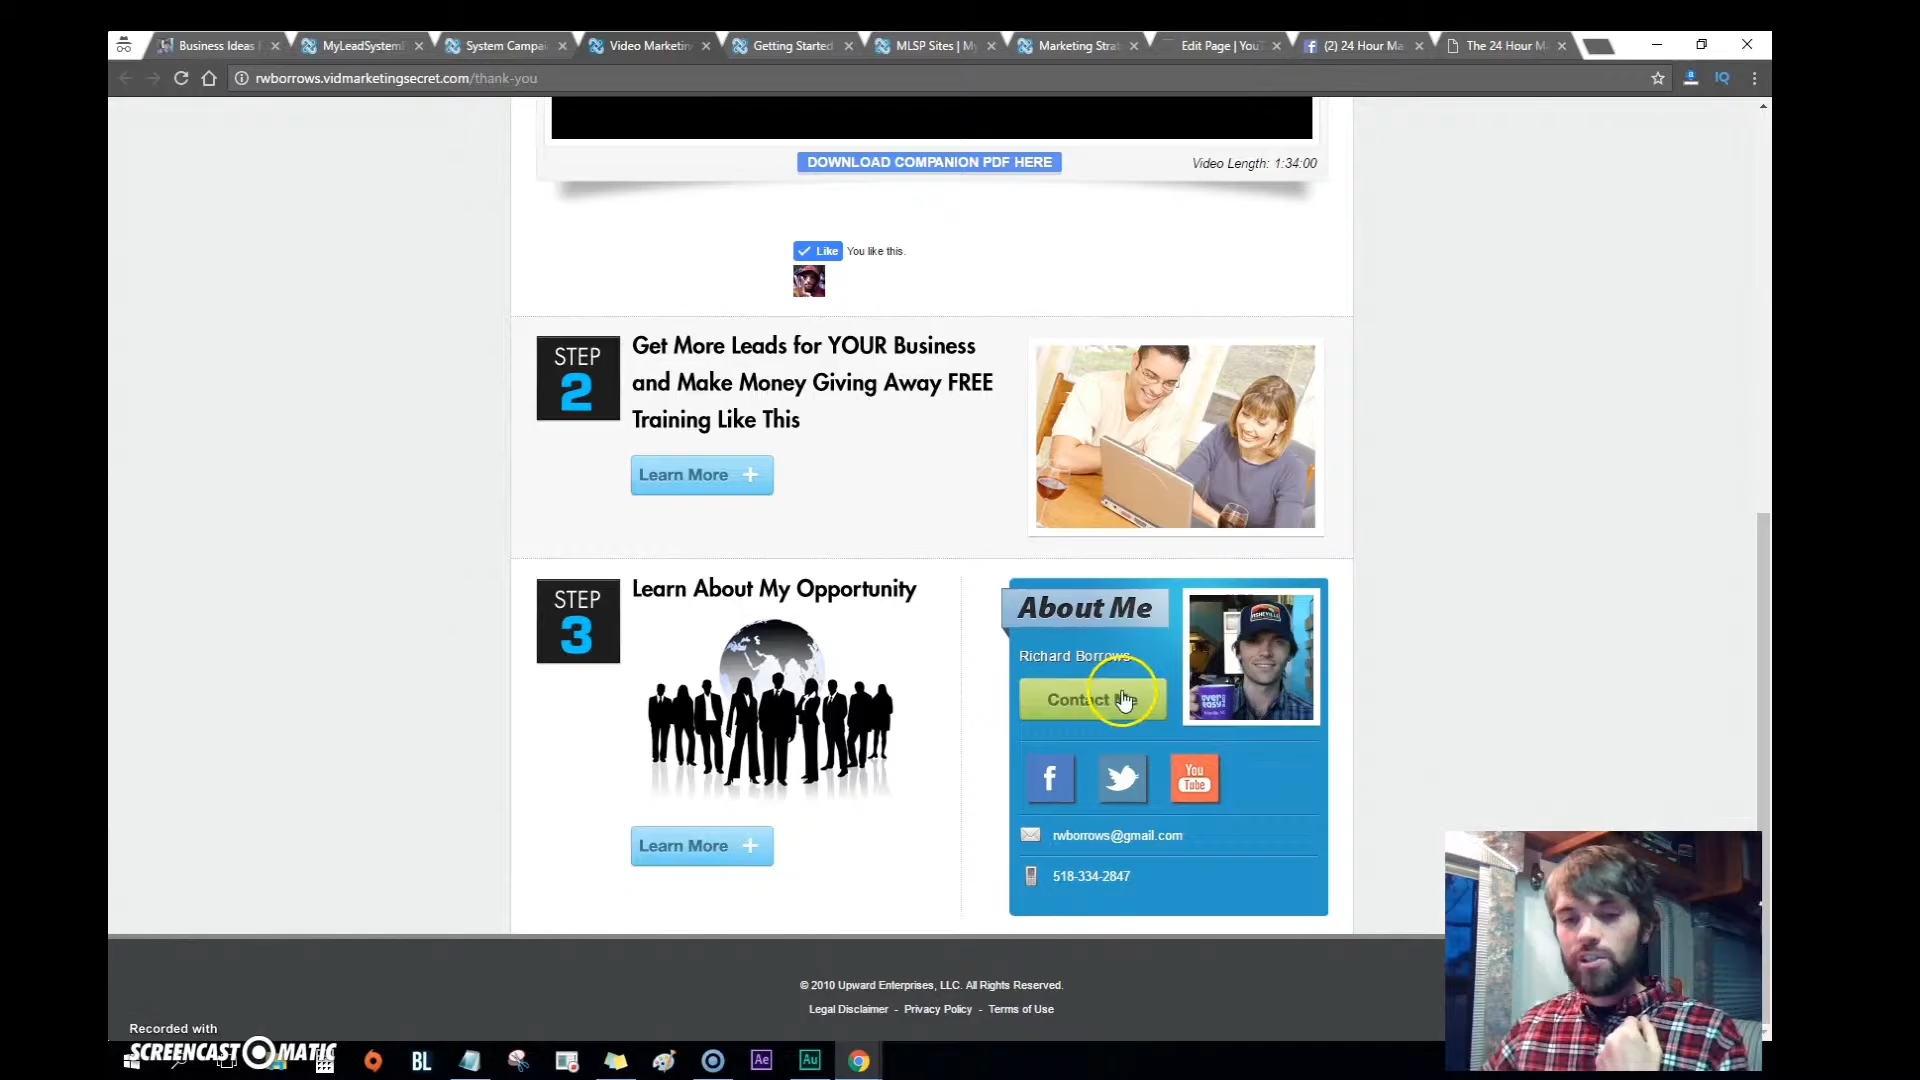 Business Ideas
MyLeadSystem
System Campai
Video Marketin
Getting Started
MLSP Sites | M
Marketing Stra
Edit Page | You
(2) 24 Hour Ma
The 24 Hour M
rwborrows.vidmarketingsecret.com/thank-you
IQ
DOWNLOAD COMPANION PDF HERE
Video Length: 1:34:00
Like You like this.
STEP
2
Get More Leads for YOUR Business
and Make Money Giving Away FREE
Training Like This
Learn More +
STEP
3
Learn About My Opportunity
Learn More +
About Me
Richard Borrows
Contact Me
f
You
Tube
rwborrows@gmail.com
518-334-2847
© 2010 Upward Enterprises, LLC. All Rights Reserved.
Legal Disclaimer - Privacy Policy - Terms of Use
Recorded with
SCREENCAST MATIC
BL
Ae
Au